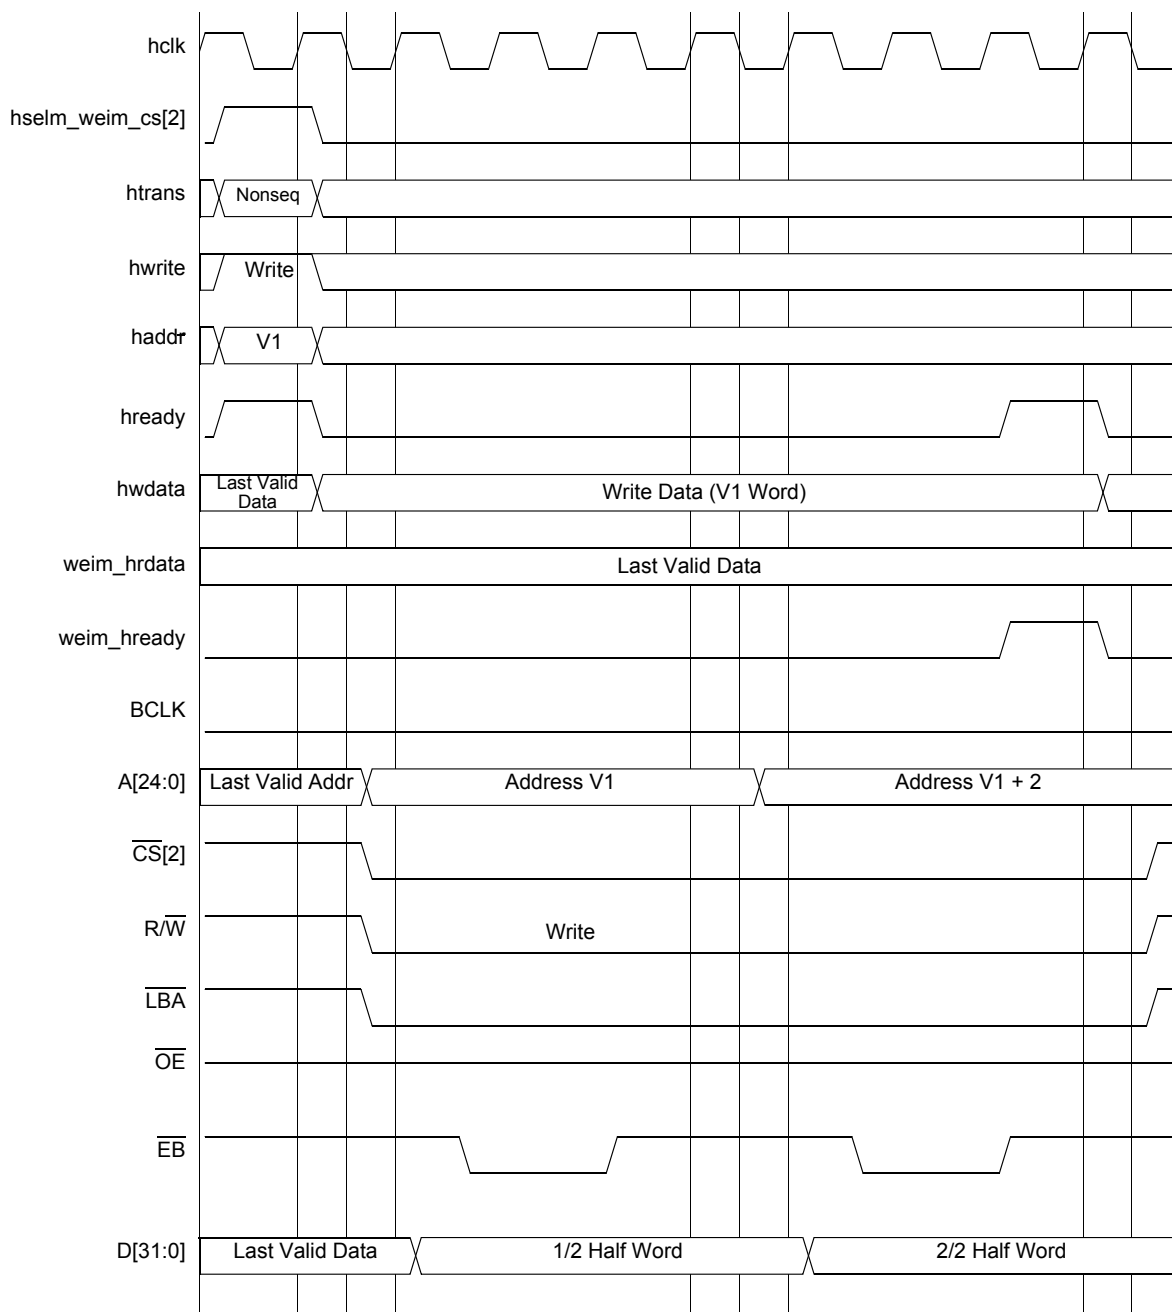 hclk
hselm_weim_cs[2]
htrans
Nonseq
hwrite
Write
haddr
V1
hready
hwdata
Last Valid
Data
Write Data (V1 Word)
weim_hrdata
Last Valid Data
weim_hready
BCLK
A[24:0]
Last Valid Addr
Address V1
Address V1 + 2
CS[2]
R/W
Write
LBA
OE
EB
D[31:0]
Last Valid Data
1/2 Half Word
2/2 Half Word